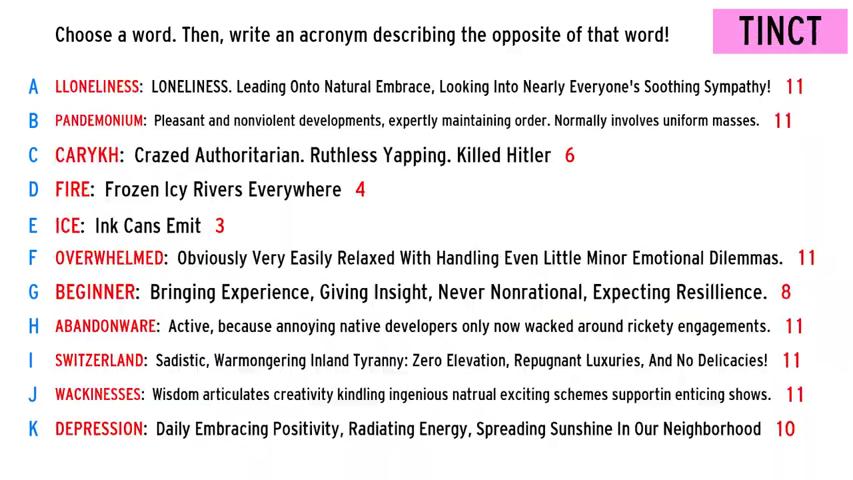 Choose a word. Then, write an acronym describing the opposite of that word!
TINCT
A LLONELINESS: LONELINESS. Leading Onto Natural Embrace, Looking Into Nearly Everyone's Soothing Sympathy! 11
B PANDEMONIUM: Pleasant and nonviolent developments, expertly maintaining order. Normally involves uniform masses. 11
C CARYKH: Crazed Authoritarian. Ruthless Yapping. Killed Hitler 6
D FIRE: Frozen Icy Rivers Everywhere 4
E ICE: Ink Cans Emit 3
F OVERWHELMED: Obviously Very Easily Relaxed With Handling Even Little Minor Emotional Dilemmas. 11
G BEGINNER: Bringing Experience, Giving Insight, Never Nonrational, Expecting Resillience. 8
H ABANDONWARE: Active, because annoying native developers only now wacked around rickety engagements. 11
I SWITZERLAND: Sadistic, Warmongering Inland Tyranny: Zero Elevation, Repugnant Luxuries, And No Delicacies! 11
J WACKINESSES: Wisdom articulates creativity kindling ingenious natrual exciting schemes supportin enticing shows. 11
K DEPRESSION: Daily Embracing Positivity, Radiating Energy, Spreading Sunshine In Our Neighborhood 10